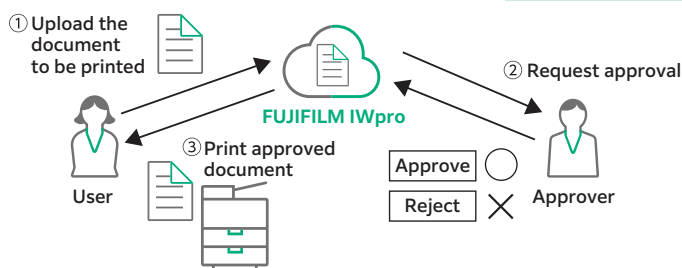 ① Upload the
document
to be printed
FUJIFILM IWpro
② Request approval
User
③ Print approved
document
Approve
Reject
Approver